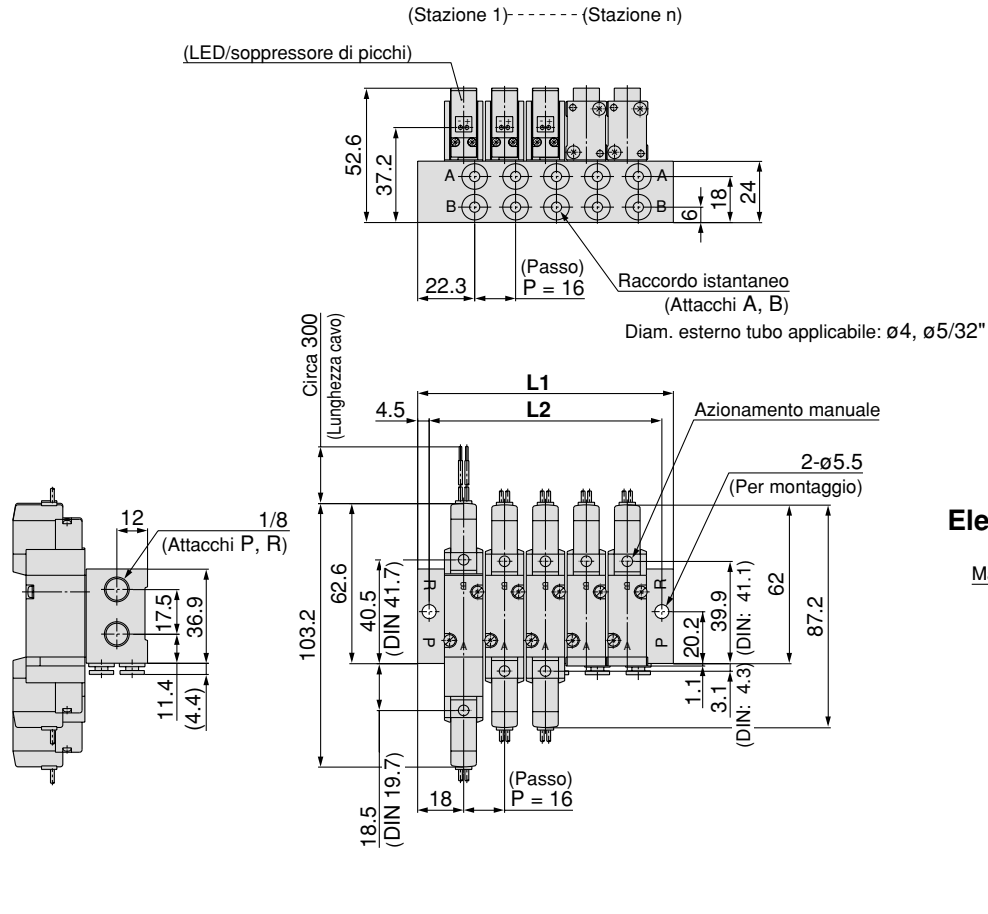 (Stazione 1)------(Stazione n)
(LED/soppressore di picchi)
52.6
37.2
A
A
B
B
18
24
6
22.3
(Passo)
P = 16
Raccordo istantaneo
(Attacchi A, B)
Diam. esterno tubo applicabile: ø4, ø5/32"
Circa 300
(Lunghezza cavo)
L1
4.5
L2
Azionamento manuale
2-ø5.5
(Per montaggio)
12
1/8
(Attacchi P, R)
17.5
36.9
11.4
(4.4)
103.2
62.6
40.5
(DIN 41.7)
R
P
B
B
B
B
A
A
A
A
A
R
P
20.2
39.9
(DIN: 41.1)
62
87.2
1.1
3.1
(DIN: 4.3)
18
(Passo)
P = 16
18.5
(DIN 19.7)
Ele
M